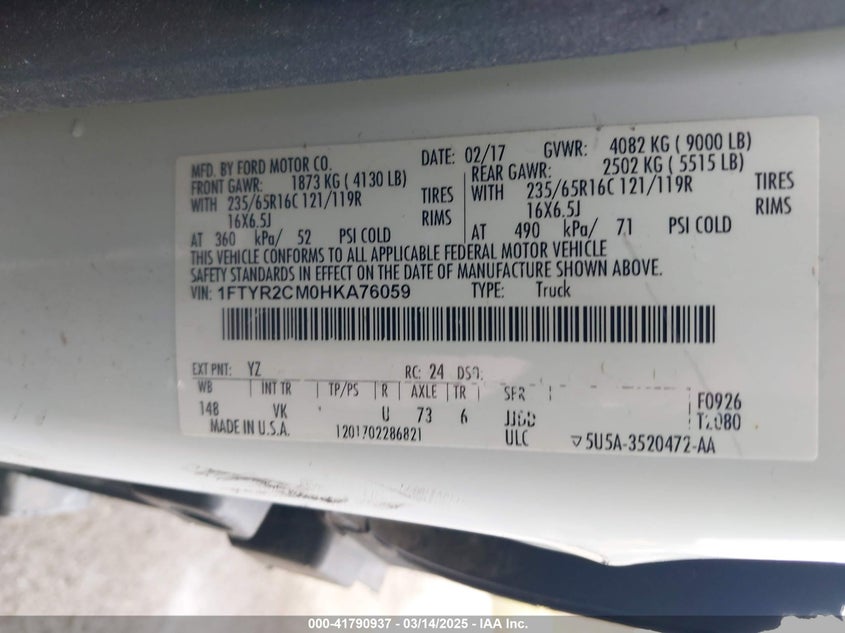 MFD. BY FORD MOTOR CO. DATE: 02/17 GVWR: 4082 KG ( 9000 LB)
FRONT GAWR: 1873 KG ( 4130 LB) REAR GAWR: 2502 KG ( 5515 LB)
WITH 235/65R16C 121/119R TIRES WITH 235/65R16C 121/119R TIRES
16X6.5J RIMS 16X6.5J RIMS
AT 360 kPa/ 52 PSI COLD AT 490 kPa/ 71 PSI COLD
THIS VEHICLE CONFORMS TO ALL APPLICABLE FEDERAL MOTOR VEHICLE
SAFETY STANDARDS IN EFFECT ON THE DATE OF MANUFACTURE SHOWN ABOVE.
VIN: 1FTYR2CM0HKA76059 TYPE: Truck
EXT PNT: YZ RC: 24 DSO:
WB INT TR TP/PS R AXLE TR SPR F0926
148 VK U 73 6 JJDD
MADE IN U.S.A. 1201702286821 ULC 5U5A-3520472-AA
000-41790937 - 03/14/2025 - IAA Inc.